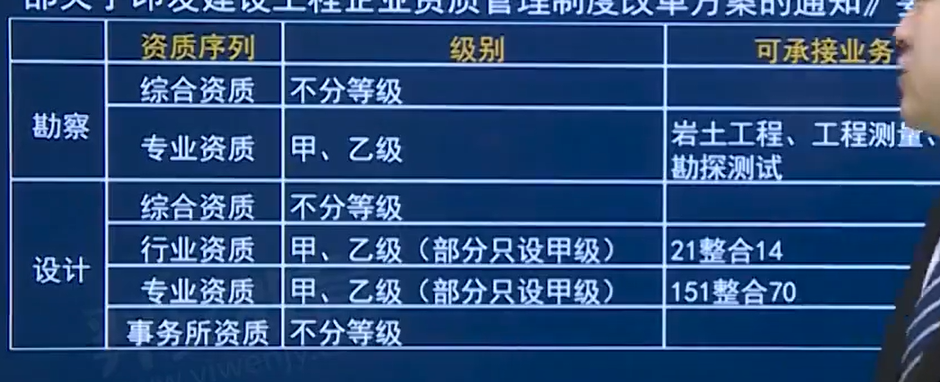 部关于印发建设工程企业资质管理制度改革方案的通知》
资质序列 级别 可承接业务
勘察 综合资质 不分等级
专业资质 甲、乙级 岩土工程、工程测量、
勘探测试
设计 综合资质 不分等级
行业资质 甲、乙级（部分只设甲级） 21整合14
专业资质 甲、乙级（部分只设甲级） 151整合70
事务所资质 不分等级